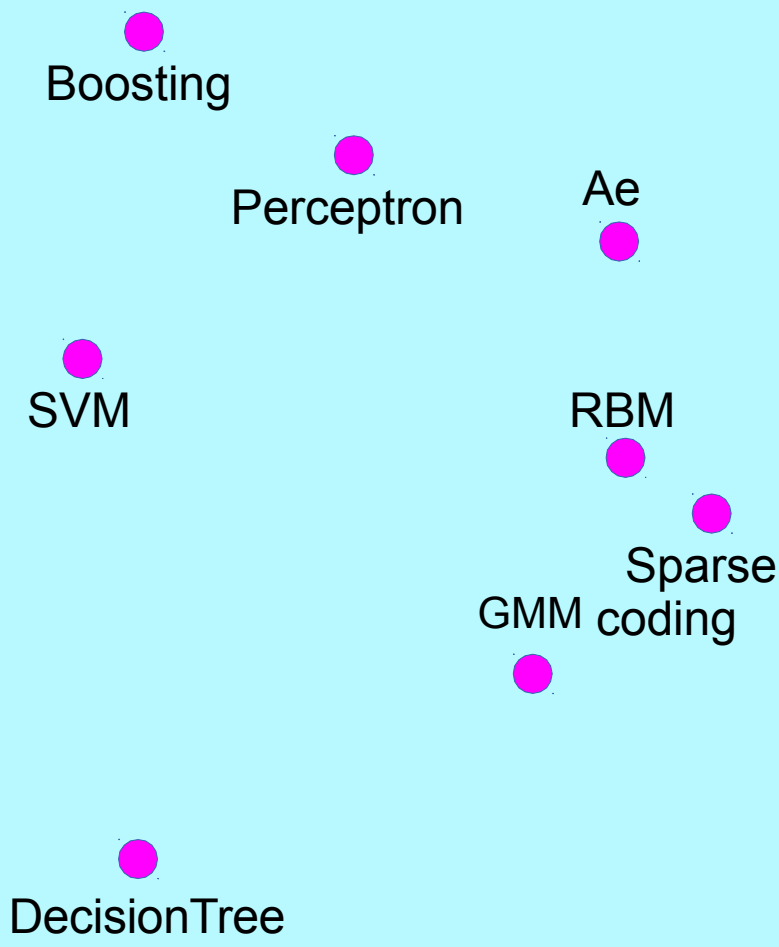 Boosting
Perceptron
Ae
SVM
RBM
Sparse
GMM coding
DecisionTree